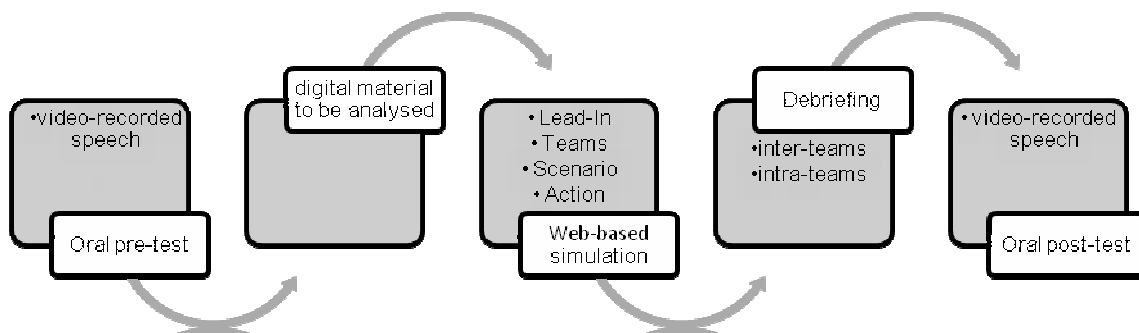 •video-recorded
speech
Oral pre-test
digital material
to be analysed
• Lead-In
• Teams
• Scenario
• Action
Web-based
simulation
Debriefing
•inter-teams
•intra-teams
•video-recorded
speech
Oral post-test